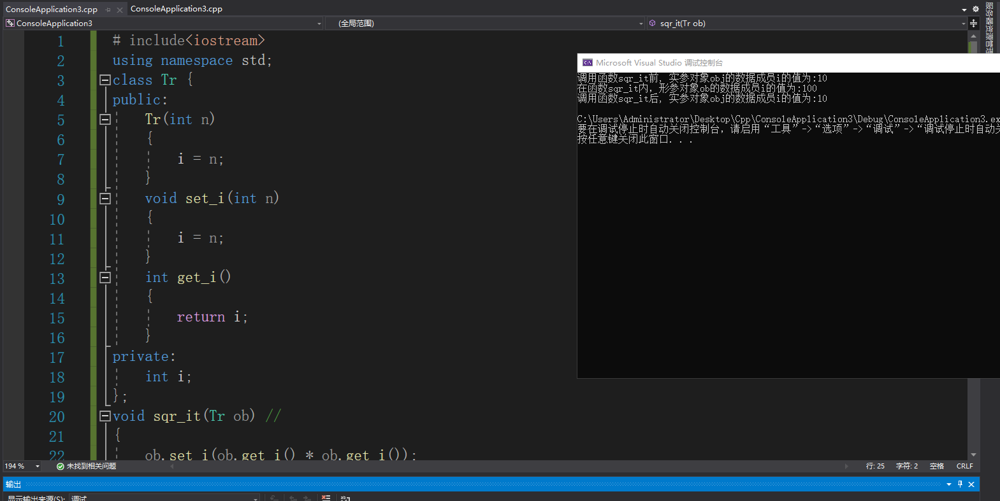 ConsoleApplication3.cpp
ConsoleApplication3.cpp
ConsoleApplication3
(全局范围)
sqr_it(Tr ob)
服务器资源管理
1 # include<iostream>
2 using namespace std;
3 class Tr {
4 public:
5 Tr(int n)
6 {
7 i = n;
8 }
9 void set_i(int n)
10 {
11 i = n;
12 }
13 int get_i()
14 {
15 return i;
16 }
17 private:
18 int i;
19 };
20 void sqr_it(Tr ob) //
21 {
22 ob.set_i(ob.get_i() * ob.get_i());
Microsoft Visual Studio 调试控制台
调用函数sqr_it前, 实参对象obj的数据成员i的值为:10
在函数sqr_it内, 形参对象ob的数据成员i的值为:100
调用函数sqr_it后, 实参对象obj的数据成员i的值为:10
C:\Users\Administrator\Desktop\Cpp\ConsoleApplication3\Debug\ConsoleApplication3.ex
要在调试停止时自动关闭控制台, 请启用“工具”->“选项”->“调试”->“调试停止时自动关
按任意键关闭此窗口. . .
194 %
未找到相关问题
行: 25
字符: 2
空格
CRLF
输出
显示输出来源(S): 调试